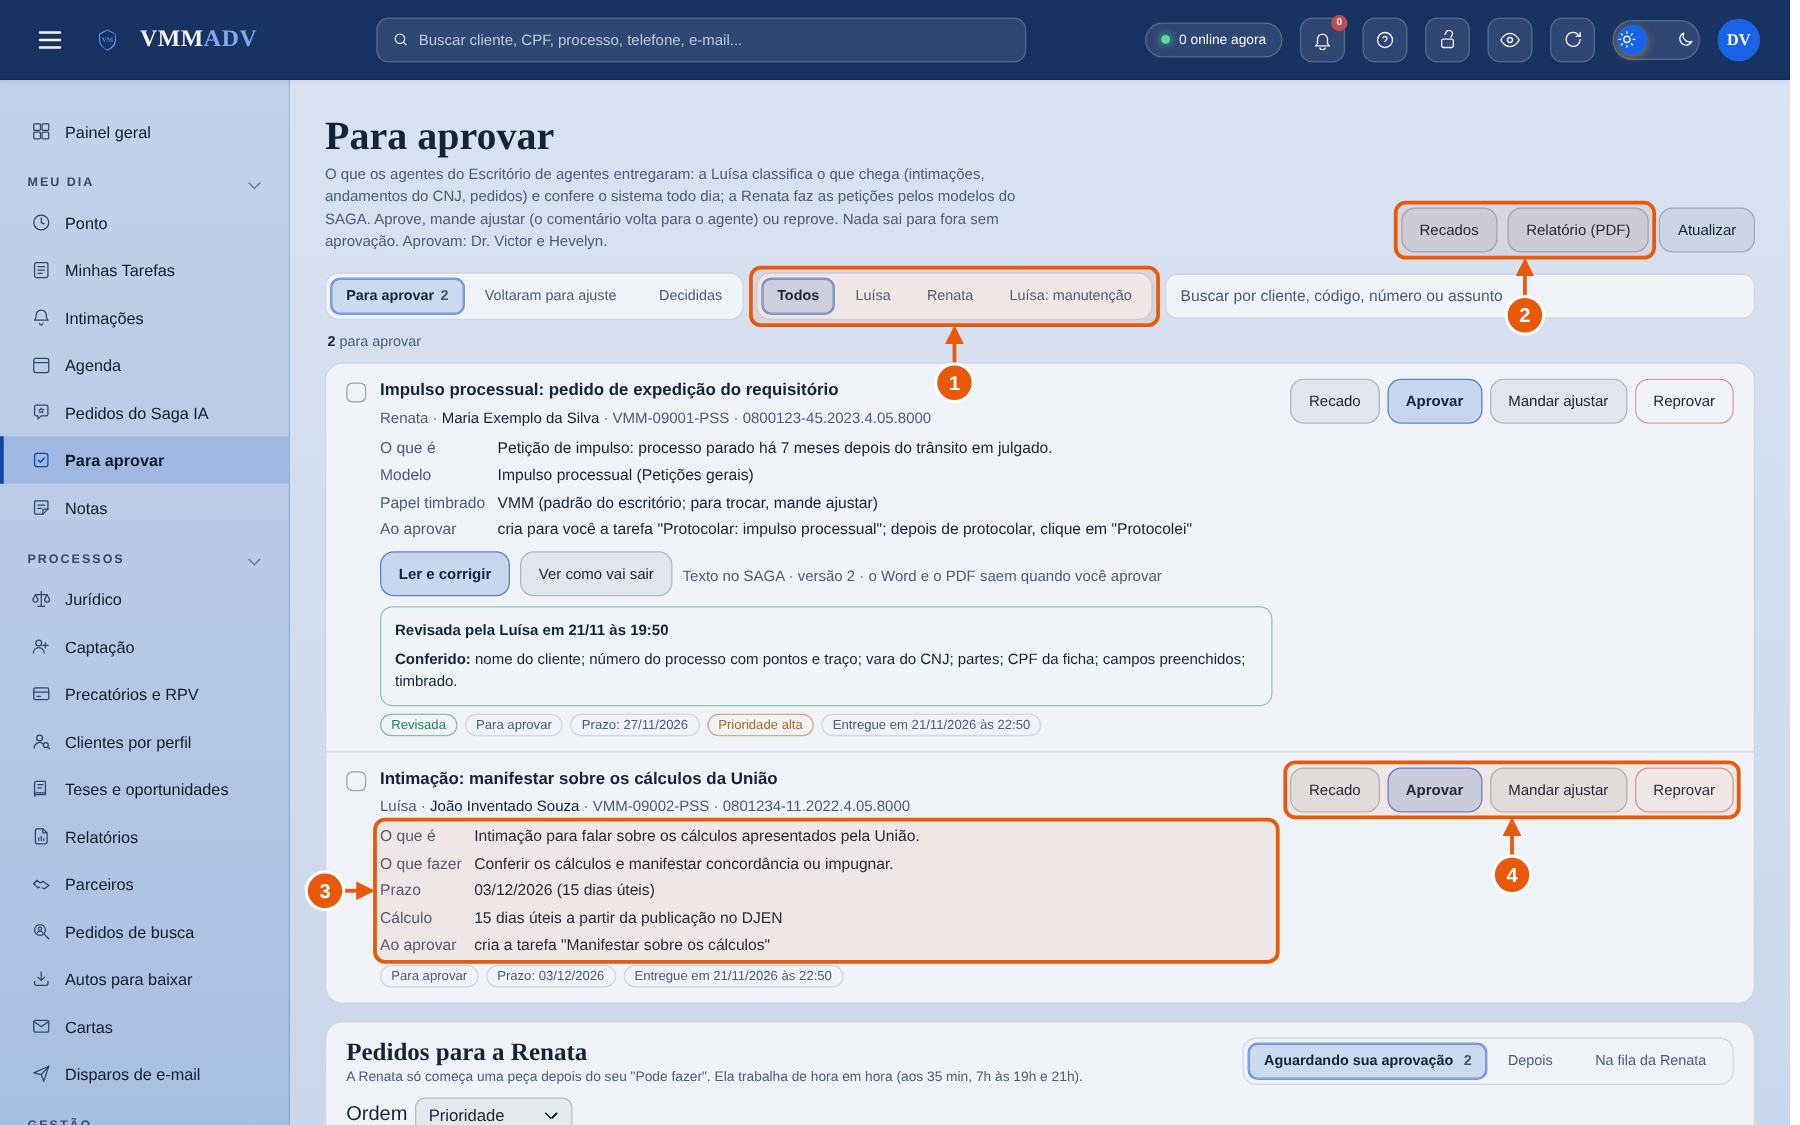 VM
VMMADV
Buscar cliente, CPF, processo, telefone, e-mail...
0 online agora
0
DV
Painel geral
MEU DIA
Ponto
Minhas Tarefas
Intimações
Agenda
Pedidos do Saga IA
Para aprovar
Notas
PROCESSOS
Jurídico
Captação
Precatórios e RPV
Clientes por perfil
Teses e oportunidades
Relatórios
Parceiros
Pedidos de busca
Autos para baixar
Cartas
Disparos de e-mail
GESTÃO
Para aprovar
O que os agentes do Escritório de agentes entregaram: a Luísa classifica o que chega (intimações,
andamentos do CNJ, pedidos) e confere o sistema todo dia; a Renata faz as petições pelos modelos do
SAGA. Aprove, mande ajustar (o comentário volta para o agente) ou reprove. Nada sai para fora sem
aprovação. Aprovam: Dr. Victor e Hevelyn.
Recados Relatório (PDF) Atualizar
Para aprovar 2 Voltaram para ajuste Decididas
Todos Luísa Renata Luísa: manutenção
Buscar por cliente, código, número ou assunto
2
2 para aprovar
1
Impulso processual: pedido de expedição do requisitório
Recado Aprovar Mandar ajustar Reprovar
Renata · Maria Exemplo da Silva · VMM-09001-PSS · 0800123-45.2023.4.05.8000
O que é Petição de impulso: processo parado há 7 meses depois do trânsito em julgado.
Modelo Impulso processual (Petições gerais)
Papel timbrado VMM (padrão do escritório; para trocar, mande ajustar)
Ao aprovar cria para você a tarefa "Protocolar: impulso processual"; depois de protocolar, clique em "Protocolei"
Ler e corrigir Ver como vai sair Texto no SAGA · versão 2 · o Word e o PDF saem quando você aprovar
Revisada pela Luísa em 21/11 às 19:50
Conferido: nome do cliente; número do processo com pontos e traço; vara do CNJ; partes; CPF da ficha; campos preenchidos;
timbrado.
Revisada Para aprovar Prazo: 27/11/2026 Prioridade alta Entregue em 21/11/2026 às 22:50
Intimação: manifestar sobre os cálculos da União
Recado Aprovar Mandar ajustar Reprovar
Luísa · João Inventado Souza · VMM-09002-PSS · 0801234-11.2022.4.05.8000
O que é Intimação para falar sobre os cálculos apresentados pela União.
O que fazer Conferir os cálculos e manifestar concordância ou impugnar.
4
3
Prazo 03/12/2026 (15 dias úteis)
Cálculo 15 dias úteis a partir da publicação no DJEN
Ao aprovar cria a tarefa "Manifestar sobre os cálculos"
Para aprovar Prazo: 03/12/2026 Entregue em 21/11/2026 às 22:50
Pedidos para a Renata
A Renata só começa uma peça depois do seu "Pode fazer". Ela trabalha de hora em hora (aos 35 min, 7h às 19h e 21h).
Aguardando sua aprovação 2 Depois Na fila da Renata
Ordem Prioridade